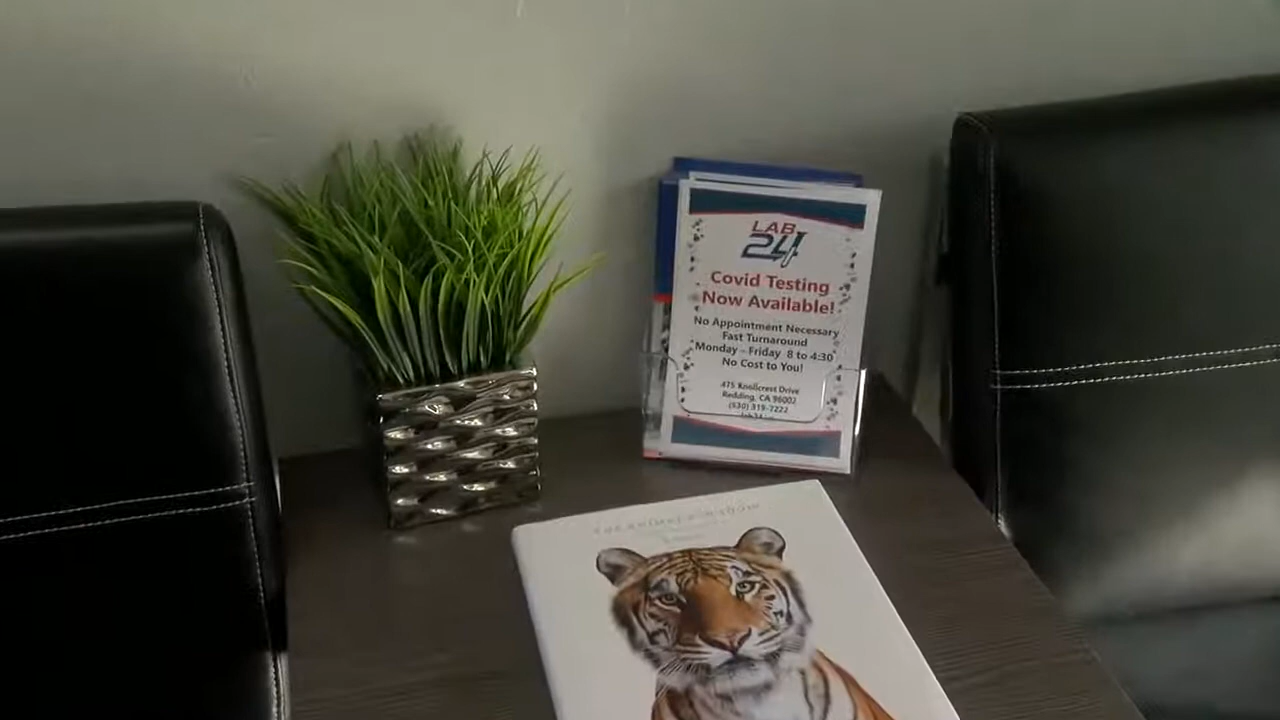 LAB
24
Covid Testing
Now Available!
No Appointment Necessary
Fast Turnaround
Monday - Friday 8 to 4:30
No Cost to You!
475 Knollcrest Drive
Redding, CA 96002
(530) 319-7222